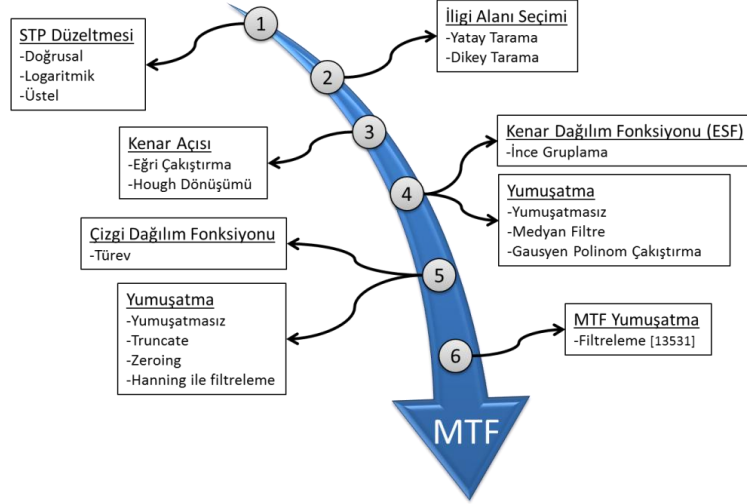 1
STP Düzeltmesi
-Doğrusal
-Logaritmik
-Üstel
2
İligi Alanı Seçimi
-Yatay Tarama
-Dikey Tarama
3
Kenar Açısı
-Eğri Çakıştırma
-Hough Dönüşümü
4
Kenar Dağılım Fonksiyonu (ESF)
-İnce Gruplama
Yumuşatma
-Yumuşatmasız
-Medyan Filtre
-Gausyen Polinom Çakıştırma
5
Çizgi Dağılım Fonksiyonu
-Türev
Yumuşatma
-Yumuşatmasız
-Truncate
-Zeroing
-Hanning ile filtreleme
6
MTF Yumuşatma
-Filtreleme [13531]
MTF